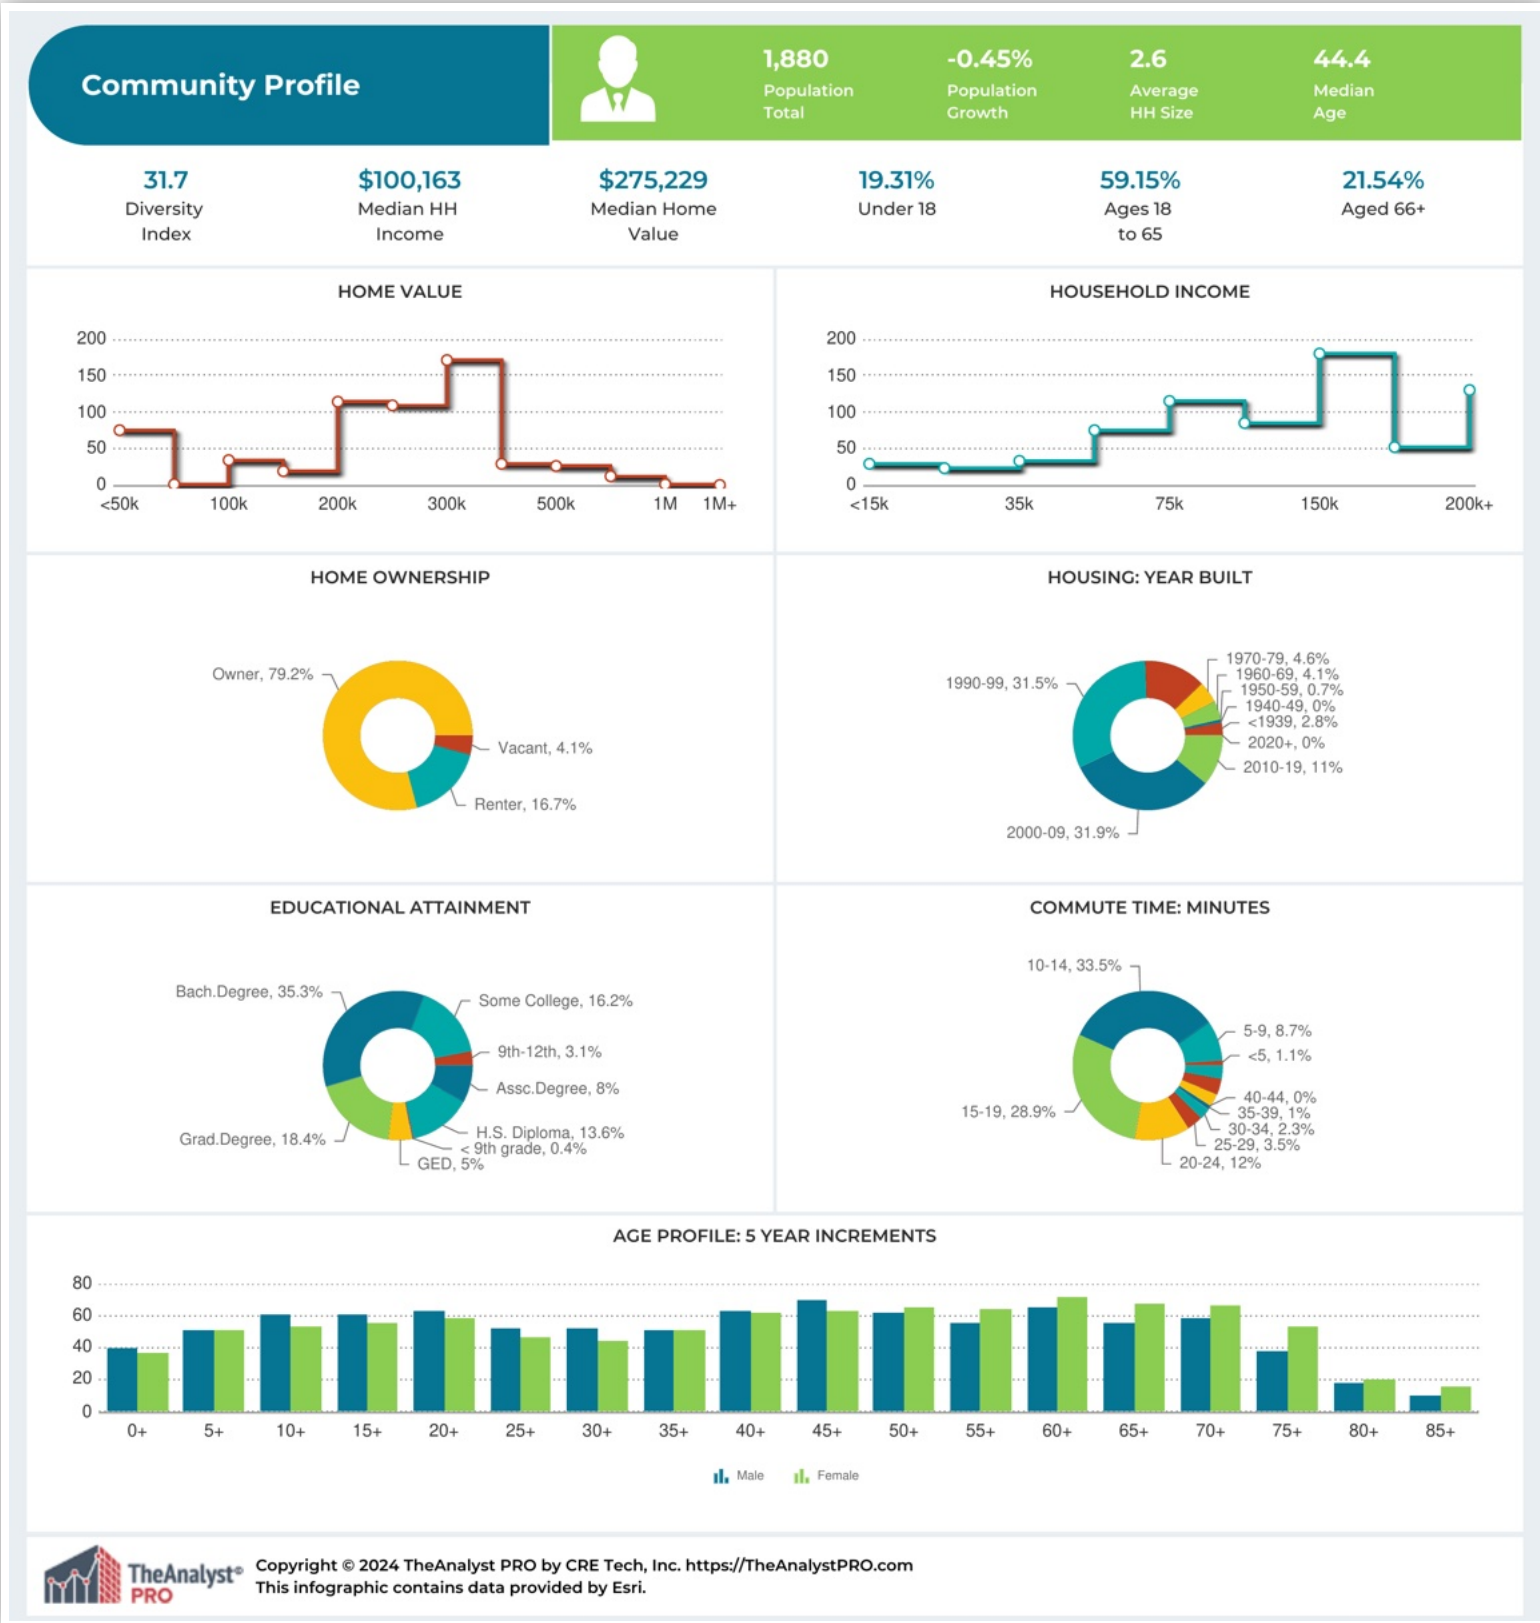 Community Profile
1,880
Population
Total
-0.45%
Population
Growth
2.6
Average
HH Size
44.4
Median
Age
31.7
Diversity
Index
$100,163
Median HH
Income
$275,229
Median Home
Value
19.31%
Under 18
59.15%
Ages 18
to 65
21.54%
Aged 66+
HOME VALUE
200
150
100
50
0
<50k 100k 200k 300k 500k 1M 1M+
HOUSEHOLD INCOME
200
150
100
50
0
<15k 35k 75k 150k 200k+
HOME OWNERSHIP
Owner, 79.2%
Vacant, 4.1%
Renter, 16.7%
HOUSING: YEAR BUILT
1970-79, 4.6%
1960-69, 4.1%
1990-99, 31.5%
1950-59, 0.7%
1940-49, 0%
<1939, 2.8%
2020+, 0%
2010-19, 11%
2000-09, 31.9%
EDUCATIONAL ATTAINMENT
Bach.Degree, 35.3%
Some College, 16.2%
9th-12th, 3.1%
Assc.Degree, 8%
H.S. Diploma, 13.6%
Grad.Degree, 18.4%
< 9th grade, 0.4%
GED, 5%
COMMUTE TIME: MINUTES
10-14, 33.5%
5-9, 8.7%
<5, 1.1%
40-44, 0%
15-19, 28.9%
35-39, 1%
30-34, 2.3%
25-29, 3.5%
20-24, 12%
AGE PROFILE: 5 YEAR INCREMENTS
80
60
40
20
0
0+ 5+ 10+ 15+ 20+ 25+ 30+ 35+ 40+ 45+ 50+ 55+ 60+ 65+ 70+ 75+ 80+ 85+
Male Female
TheAnalyst©
PRO
Copyright © 2024 TheAnalyst PRO by CRE Tech, Inc. https://TheAnalystPRO.com
This infographic contains data provided by Esri.